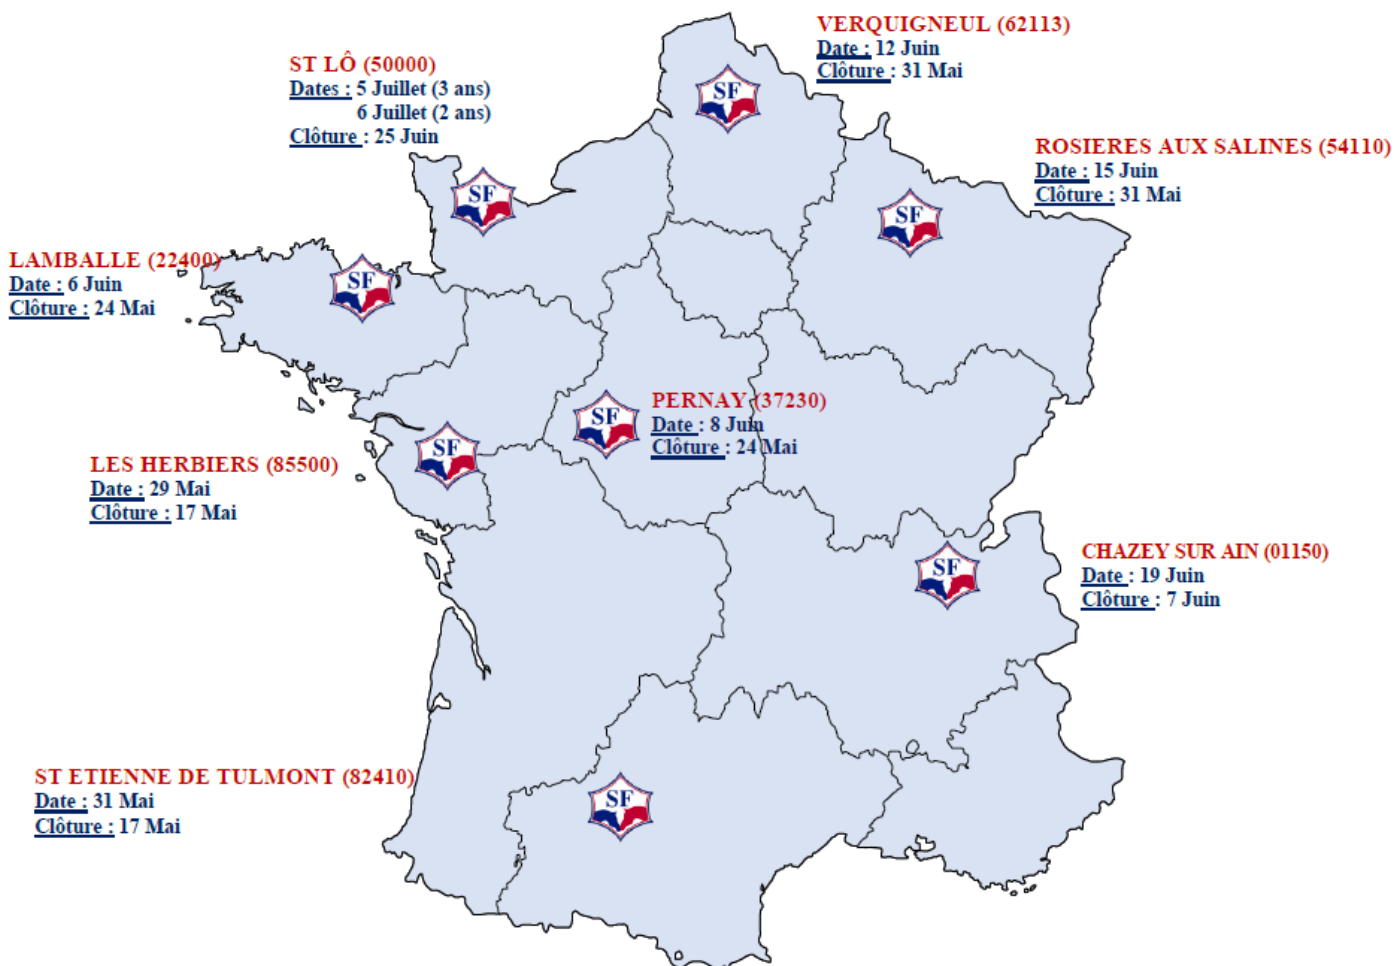 VERQUIGNEUL (62113)
Date : 12 Juin
Clôture : 31 Mai
ST LÔ (50000)
Dates : 5 Juillet (3 ans)
6 Juillet (2 ans)
Clôture : 25 Juin
SF
ROSIERES AUX SALINES (54110)
Date : 15 Juin
Clôture : 31 Mai
SF
SF
LAMBALLE (22400)
Date : 6 Juin
Clôture : 24 Mai
SF
PERNAY (37230)
Date : 8 Juin
Clôture : 24 Mai
SF
LES HERBIERS (85500)
Date : 29 Mai
Clôture : 17 Mai
SF
CHAZEY SUR AIN (01150)
Date : 19 Juin
Clôture : 7 Juin
SF
ST ETIENNE DE TULMONT (82410)
Date : 31 Mai
Clôture : 17 Mai
SF